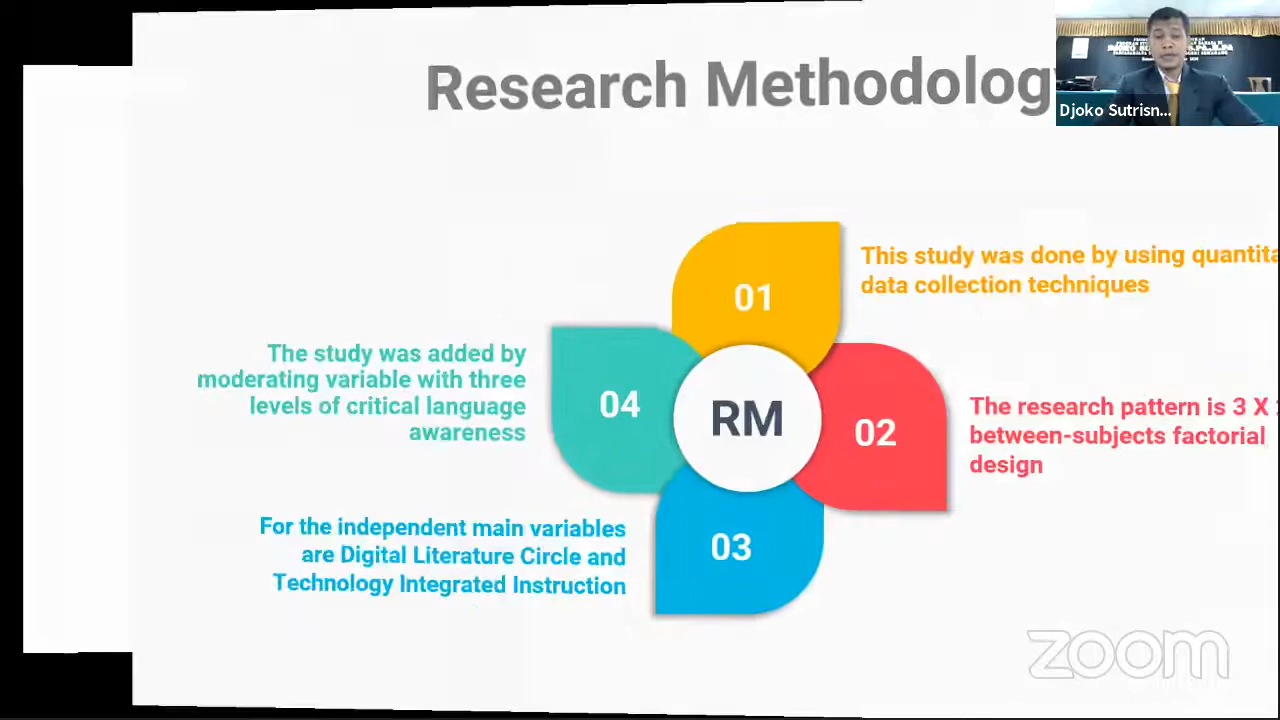 Research Methodolog
Djoko Sutrisn...
01
This study was done by using quantita
data collection techniques
The study was added by
moderating variable with three
levels of critical language
awareness
04
RM
02
The research pattern is 3 X
between-subjects factorial
design
For the independent main variables
are Digital Literature Circle and
Technology Integrated Instruction
03
zoom